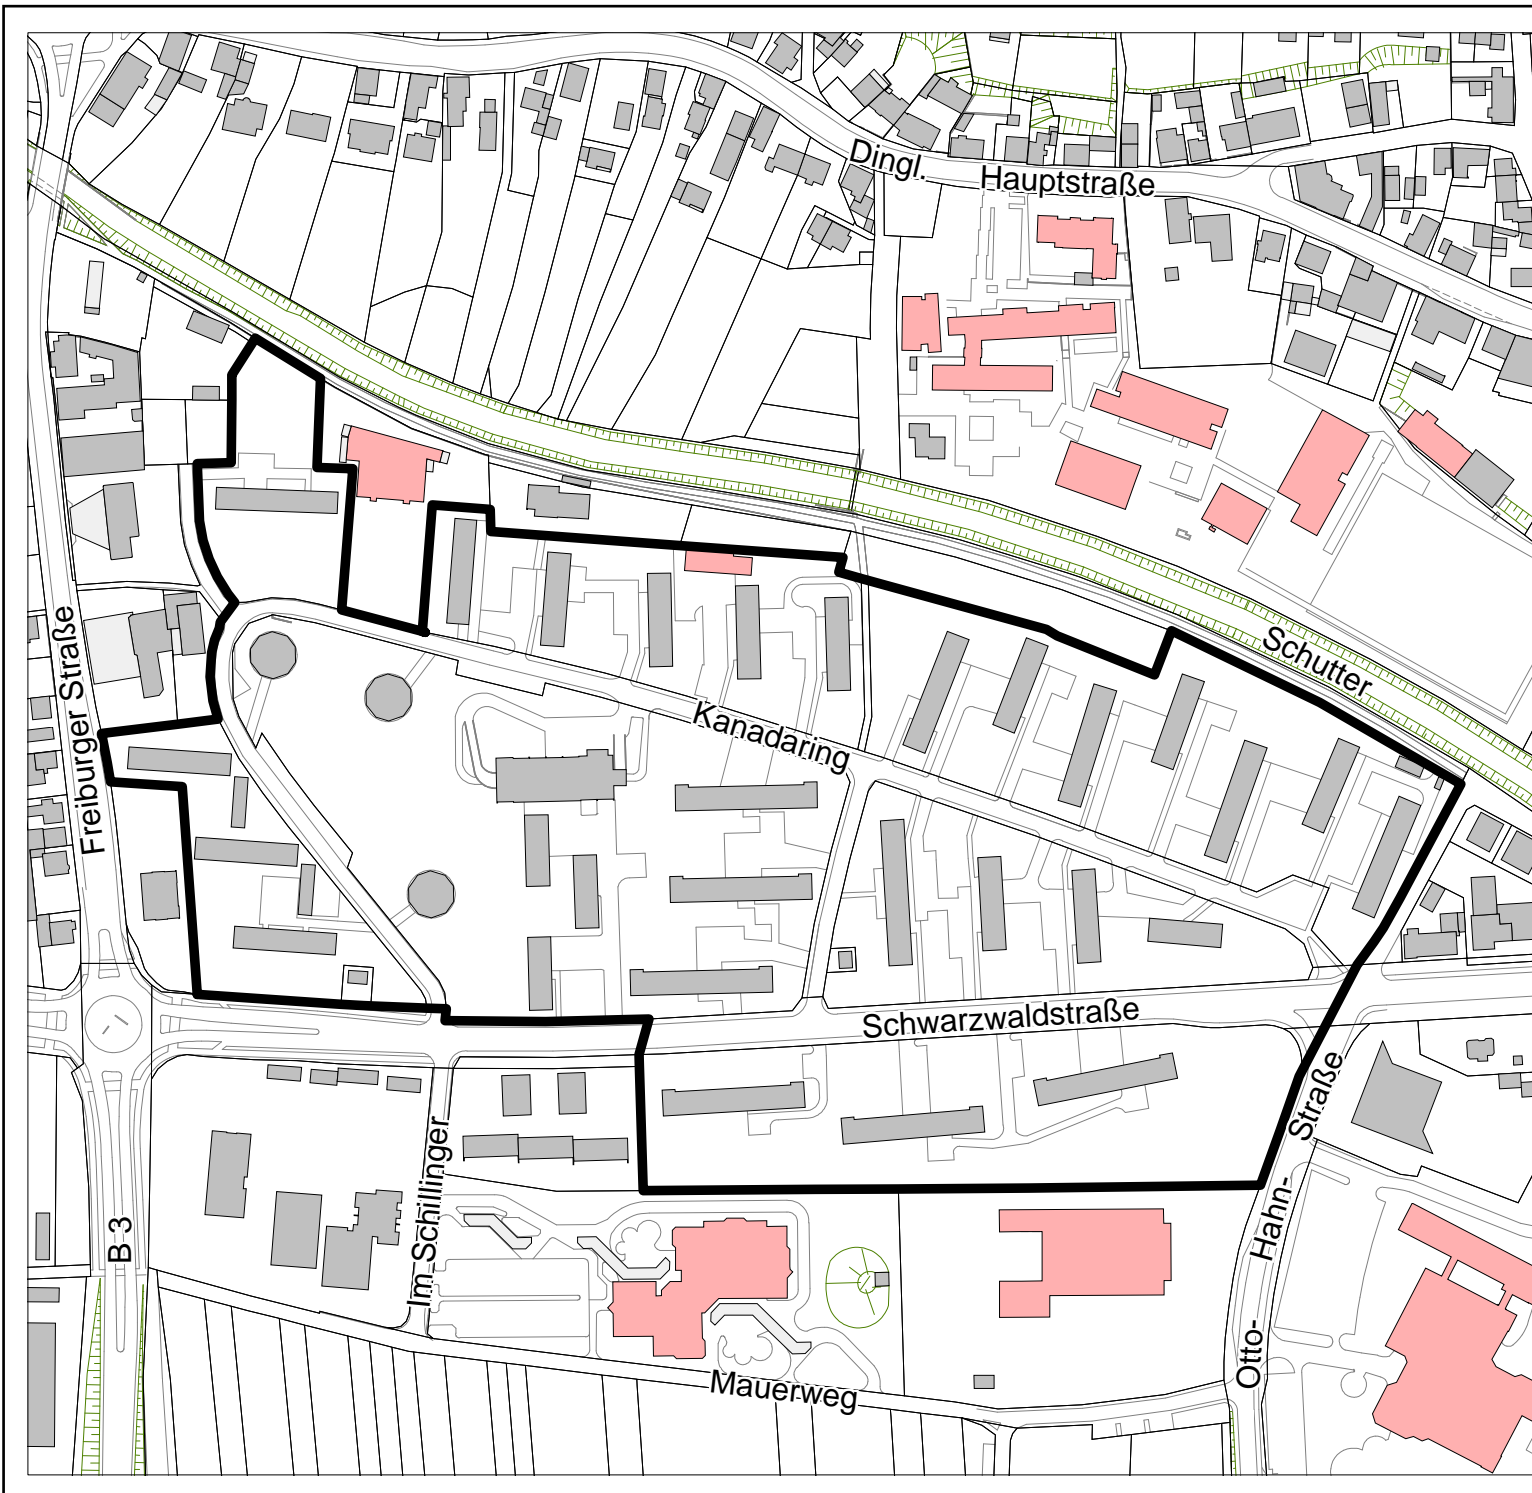 Dingl.
Hauptstraße
Schutter
Freiburger Straße
Kanadaring
Schwarzwaldstraße
Otto- Hahn- Straße
Im Schillinger
B 3
Mauerweg